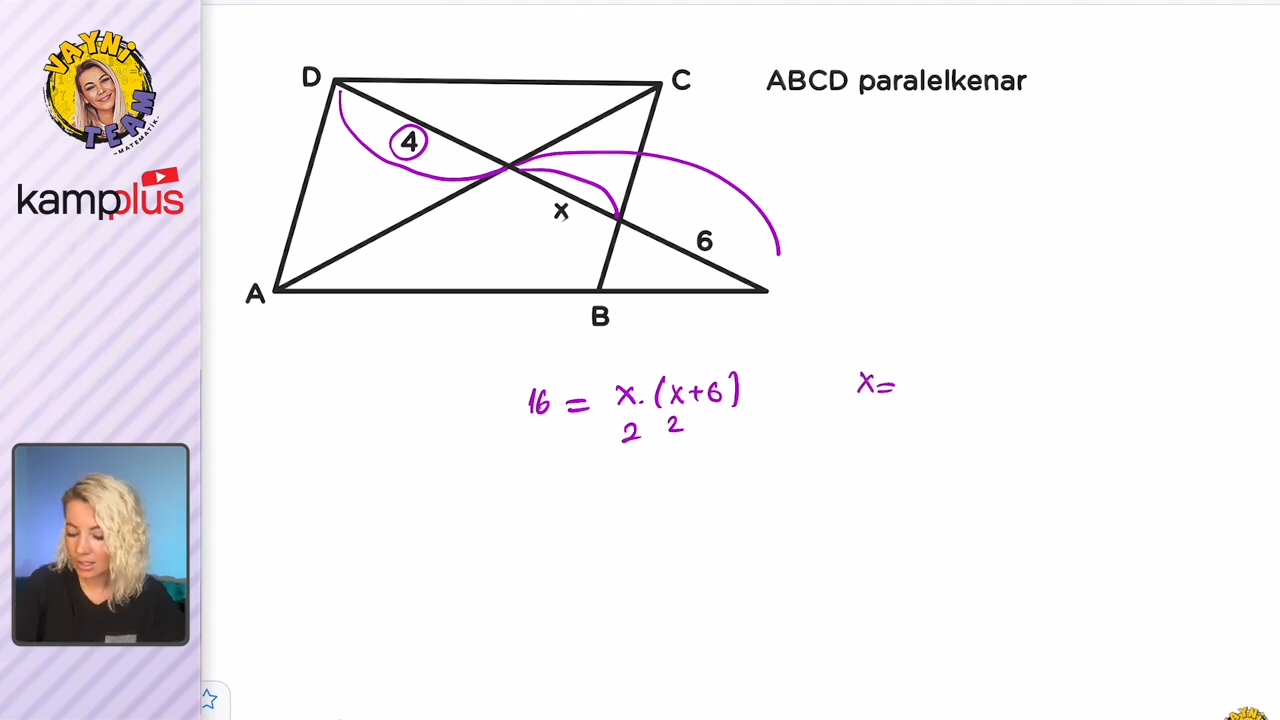 VAYNi
TEAM
-MATEMATİK-
kampplus
D
C
ABCD paralelkenar
4
x
6
A
B
16 = x.(x+6)
2 2
x=